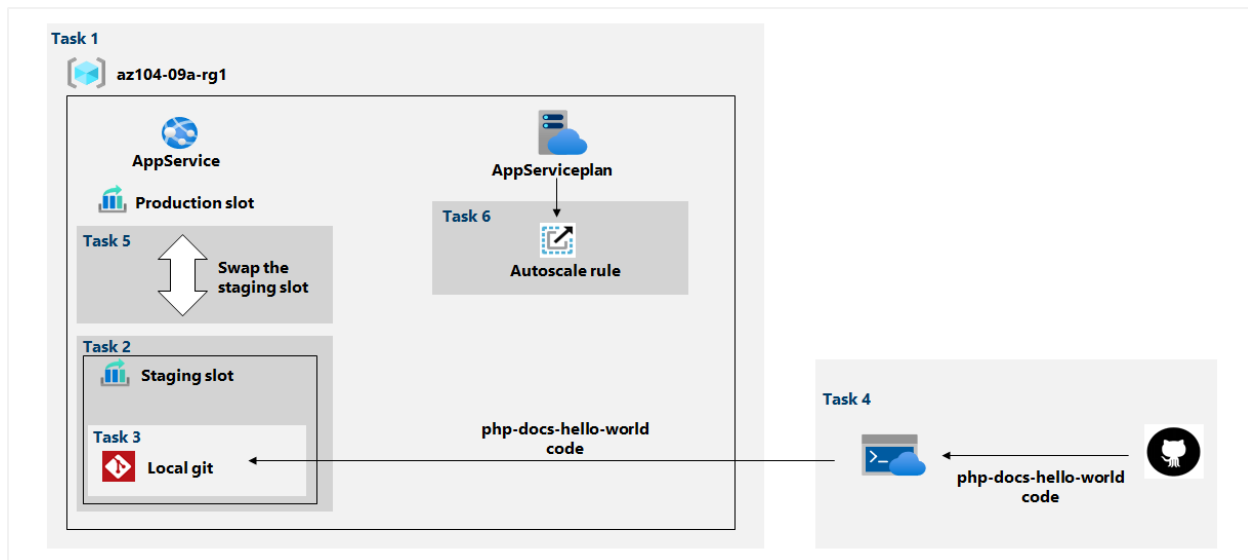 Task 1
az104-09a-rg1
AppService
Production slot
Task 5
Swap the
staging slot
Task 2
Staging slot
Task 3
Local git
AppServiceplan
Task 6
Autoscale rule
php-docs-hello-world
code
Task 4
>_
php-docs-hello-world
code